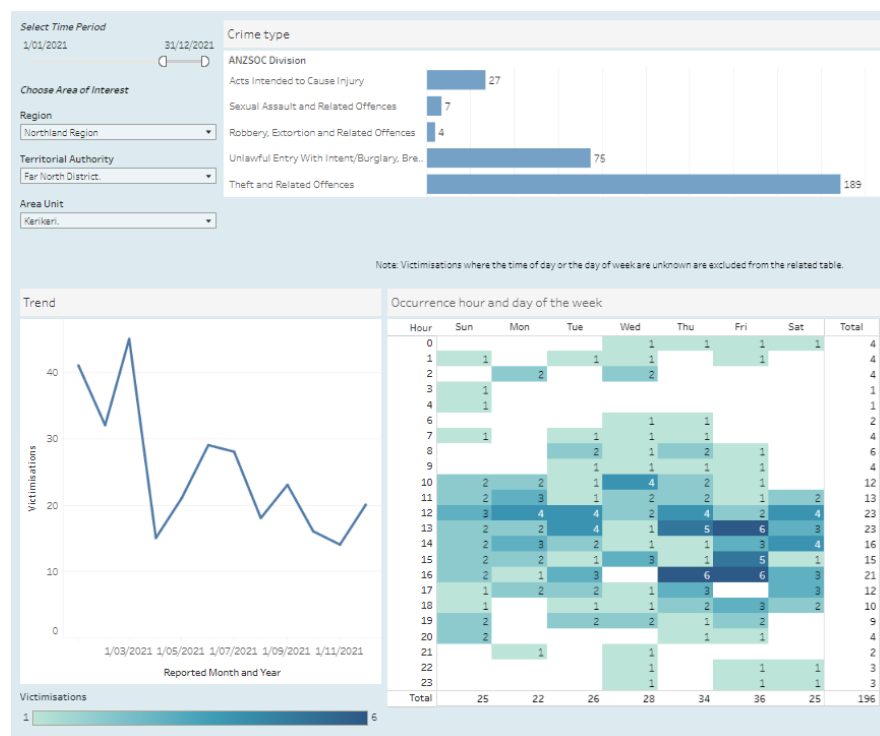 Select Time Period
1/01/2021 31/12/2021
Choose Area of Interest
Region
Northland Region
Territorial Authority
Far North District.
Area Unit
Kerikeri.
Crime type
ANZSOC Division
Acts Intended to Cause Injury 27
Sexual Assault and Related Offences 7
Robbery, Extortion and Related Offences 4
Unlawful Entry With Intent/Burglary, Bre.. 75
Theft and Related Offences 189
Note: Victimisations where the time of day or the day of week are unknown are excluded from the related table.
Trend
Victimisations
40
30
20
10
0
1/03/2021 1/05/2021 1/07/2021 1/09/2021 1/11/2021
Reported Month and Year
Victimisations
1 6
Occurrence hour and day of the week
Hour Sun Mon Tue Wed Thu Fri Sat Total
0 1 1 1 1 4
1 1 1 1 1 4
2 2 2 4
3 1 1
4 1 1
6 1 1 2
7 1 1 1 1 4
8 2 1 2 1 6
9 1 1 1 1 4
10 2 2 1 4 2 1 12
11 2 3 1 2 2 1 2 13
12 3 4 4 2 4 2 4 23
13 2 2 4 1 5 6 3 23
14 2 3 2 1 1 3 4 16
15 2 2 1 3 1 5 1 15
16 2 1 3 6 6 3 21
17 1 2 2 1 3 3 12
18 1 1 1 2 3 2 10
19 2 2 2 1 2 9
20 2 1 1 4
21 1 1 2
22 1 1 1 3
23 1 1 1 3
Total 25 22 26 28 34 36 25 196